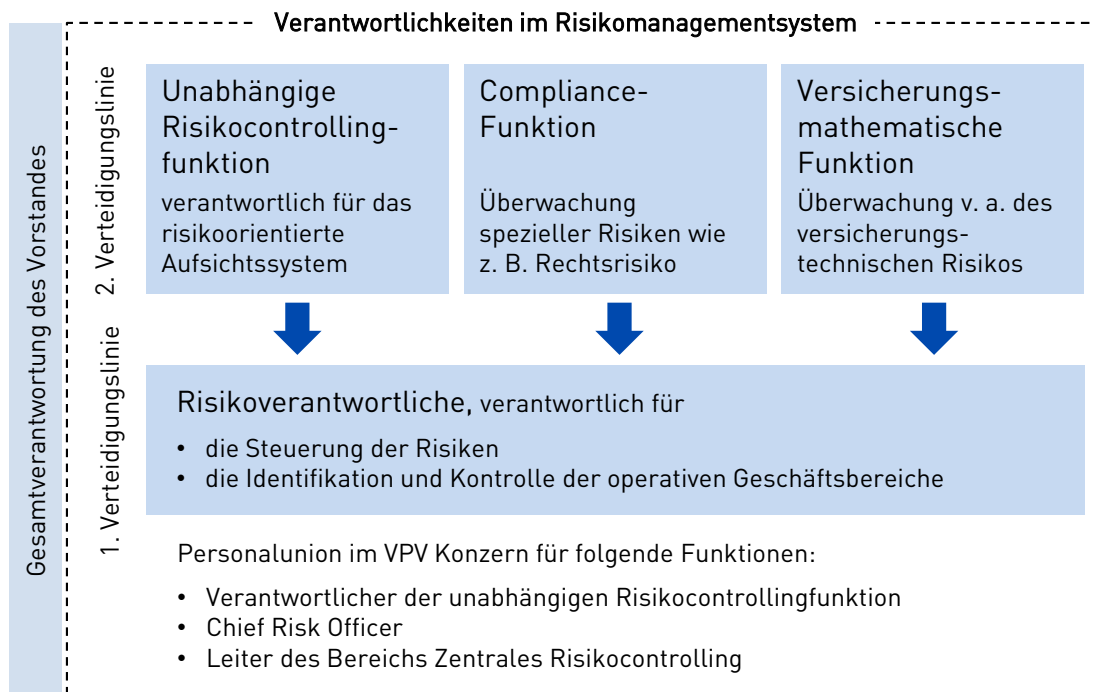 Verantwortlichkeiten im Risikomanagementsystem
Gesamtverantwortung des Vorstandes
2. Verteidigungslinie
Unabhängige
Risikocontrolling-
funktion
verantwortlich für das
risikoorientierte
Aufsichtssystem
Compliance-
Funktion
Überwachung
spezieller Risiken wie
z. B. Rechtsrisiko
Versicherungs-
mathematische
Funktion
Überwachung v. a. des
versicherungs-
technischen Risikos
1. Verteidigungslinie
Risikoverantwortliche, verantwortlich für
• die Steuerung der Risiken
• die Identifikation und Kontrolle der operativen Geschäftsbereiche
Personalunion im VPV Konzern für folgende Funktionen:
• Verantwortlicher der unabhängigen Risikocontrollingfunktion
• Chief Risk Officer
• Leiter des Bereichs Zentrales Risikocontrolling